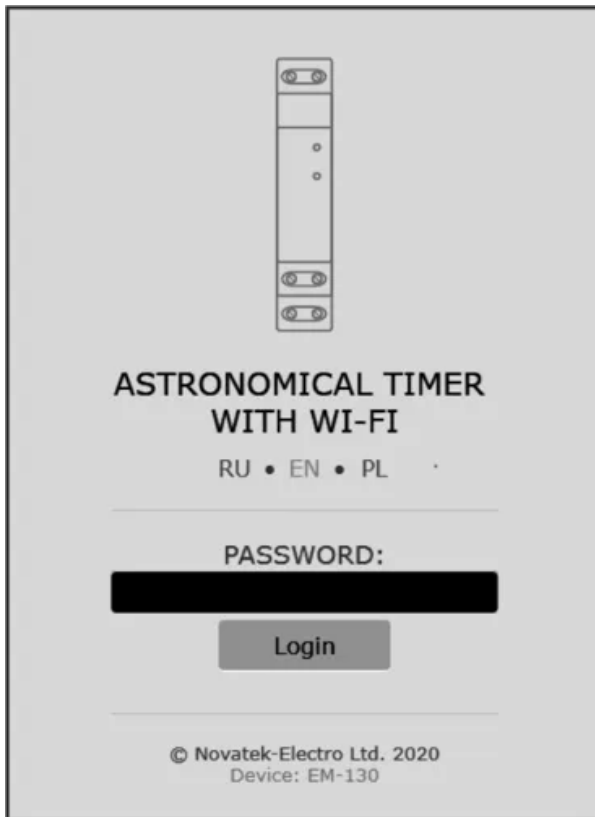 ASTRONOMICAL TIMER
WITH WI-FI
RU • EN • PL
PASSWORD:
Login
© Novatek-Electro Ltd. 2020
Device: EM-130